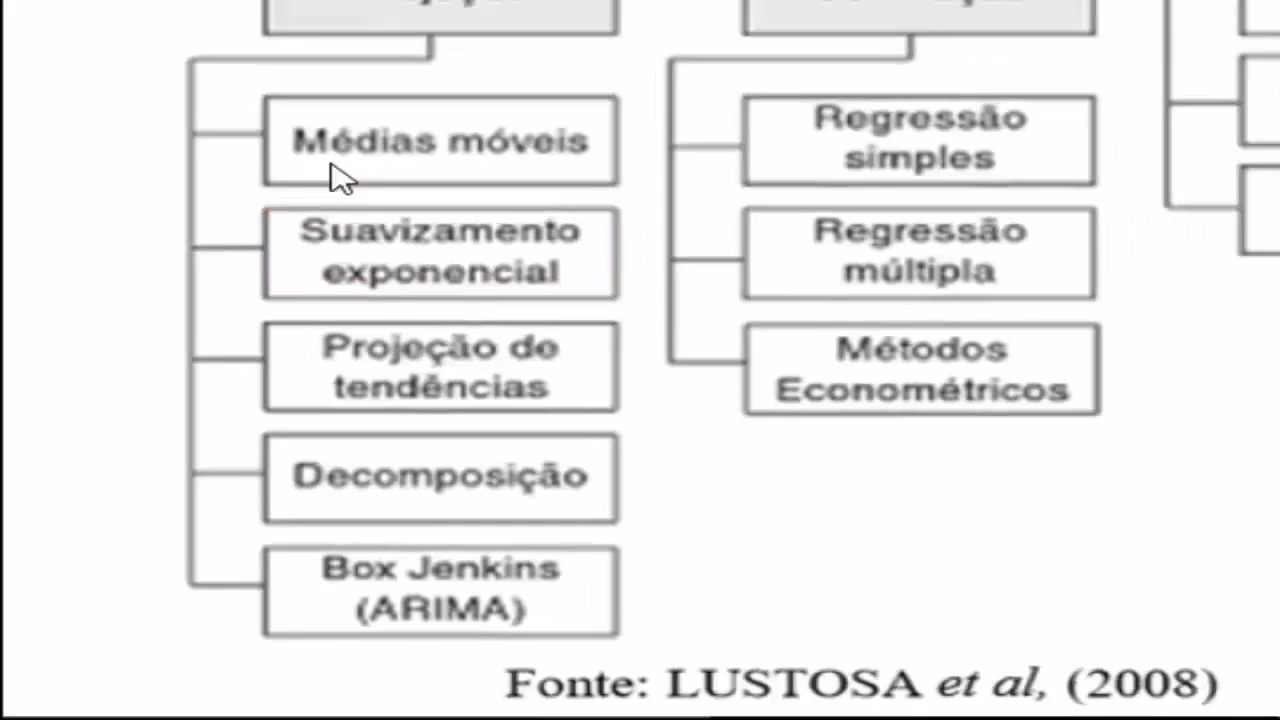 Médias móveis
Suavizamento
exponencial
Projeção de
tendências
Decomposição
Box Jenkins
(ARIMA)
Regressão
simples
Regressão
múltipla
Métodos
Econométricos
Fonte: LUSTOSA et al, (2008)